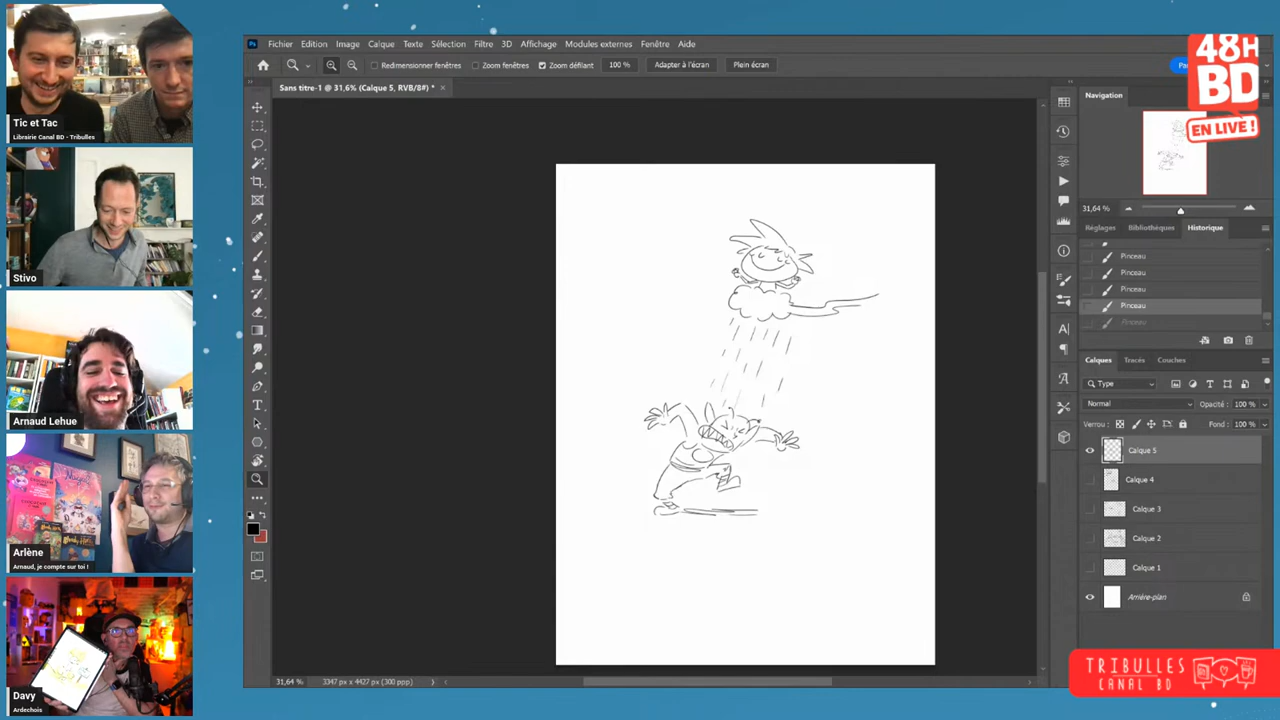 Tic et Tac
Librairie Canal BD - Tribulles
Stivo
Arnaud Lehue
Arlène
Arnaud, je compte sur toi !
Davy
Ardechois
Ps Fichier Edition Image Calque Texte Sélection Filtre 3D Affichage Modules externes Fenêtre Aide
Redimensionner fenêtres Zoom fenêtres Zoom défilant 100 % Adapter à l'écran Plein écran
Sans titre-1 @ 31,6% (Calque 5, RVB/8#) * ×
48H
BD
EN LIVE !
Navigation
31,64 %
Réglages Bibliothèques Historique
Pinceau
Pinceau
Pinceau
Pinceau
Pinceau
Calques Tracés Couches
Type
Normal Opacité : 100 %
Verrou : Fond : 100 %
Calque 5
Calque 4
Calque 3
Calque 2
Calque 1
Arrière-plan
31,64 % 3347 px x 4427 px (300 ppp)
TRIBULLES
CANAL BD